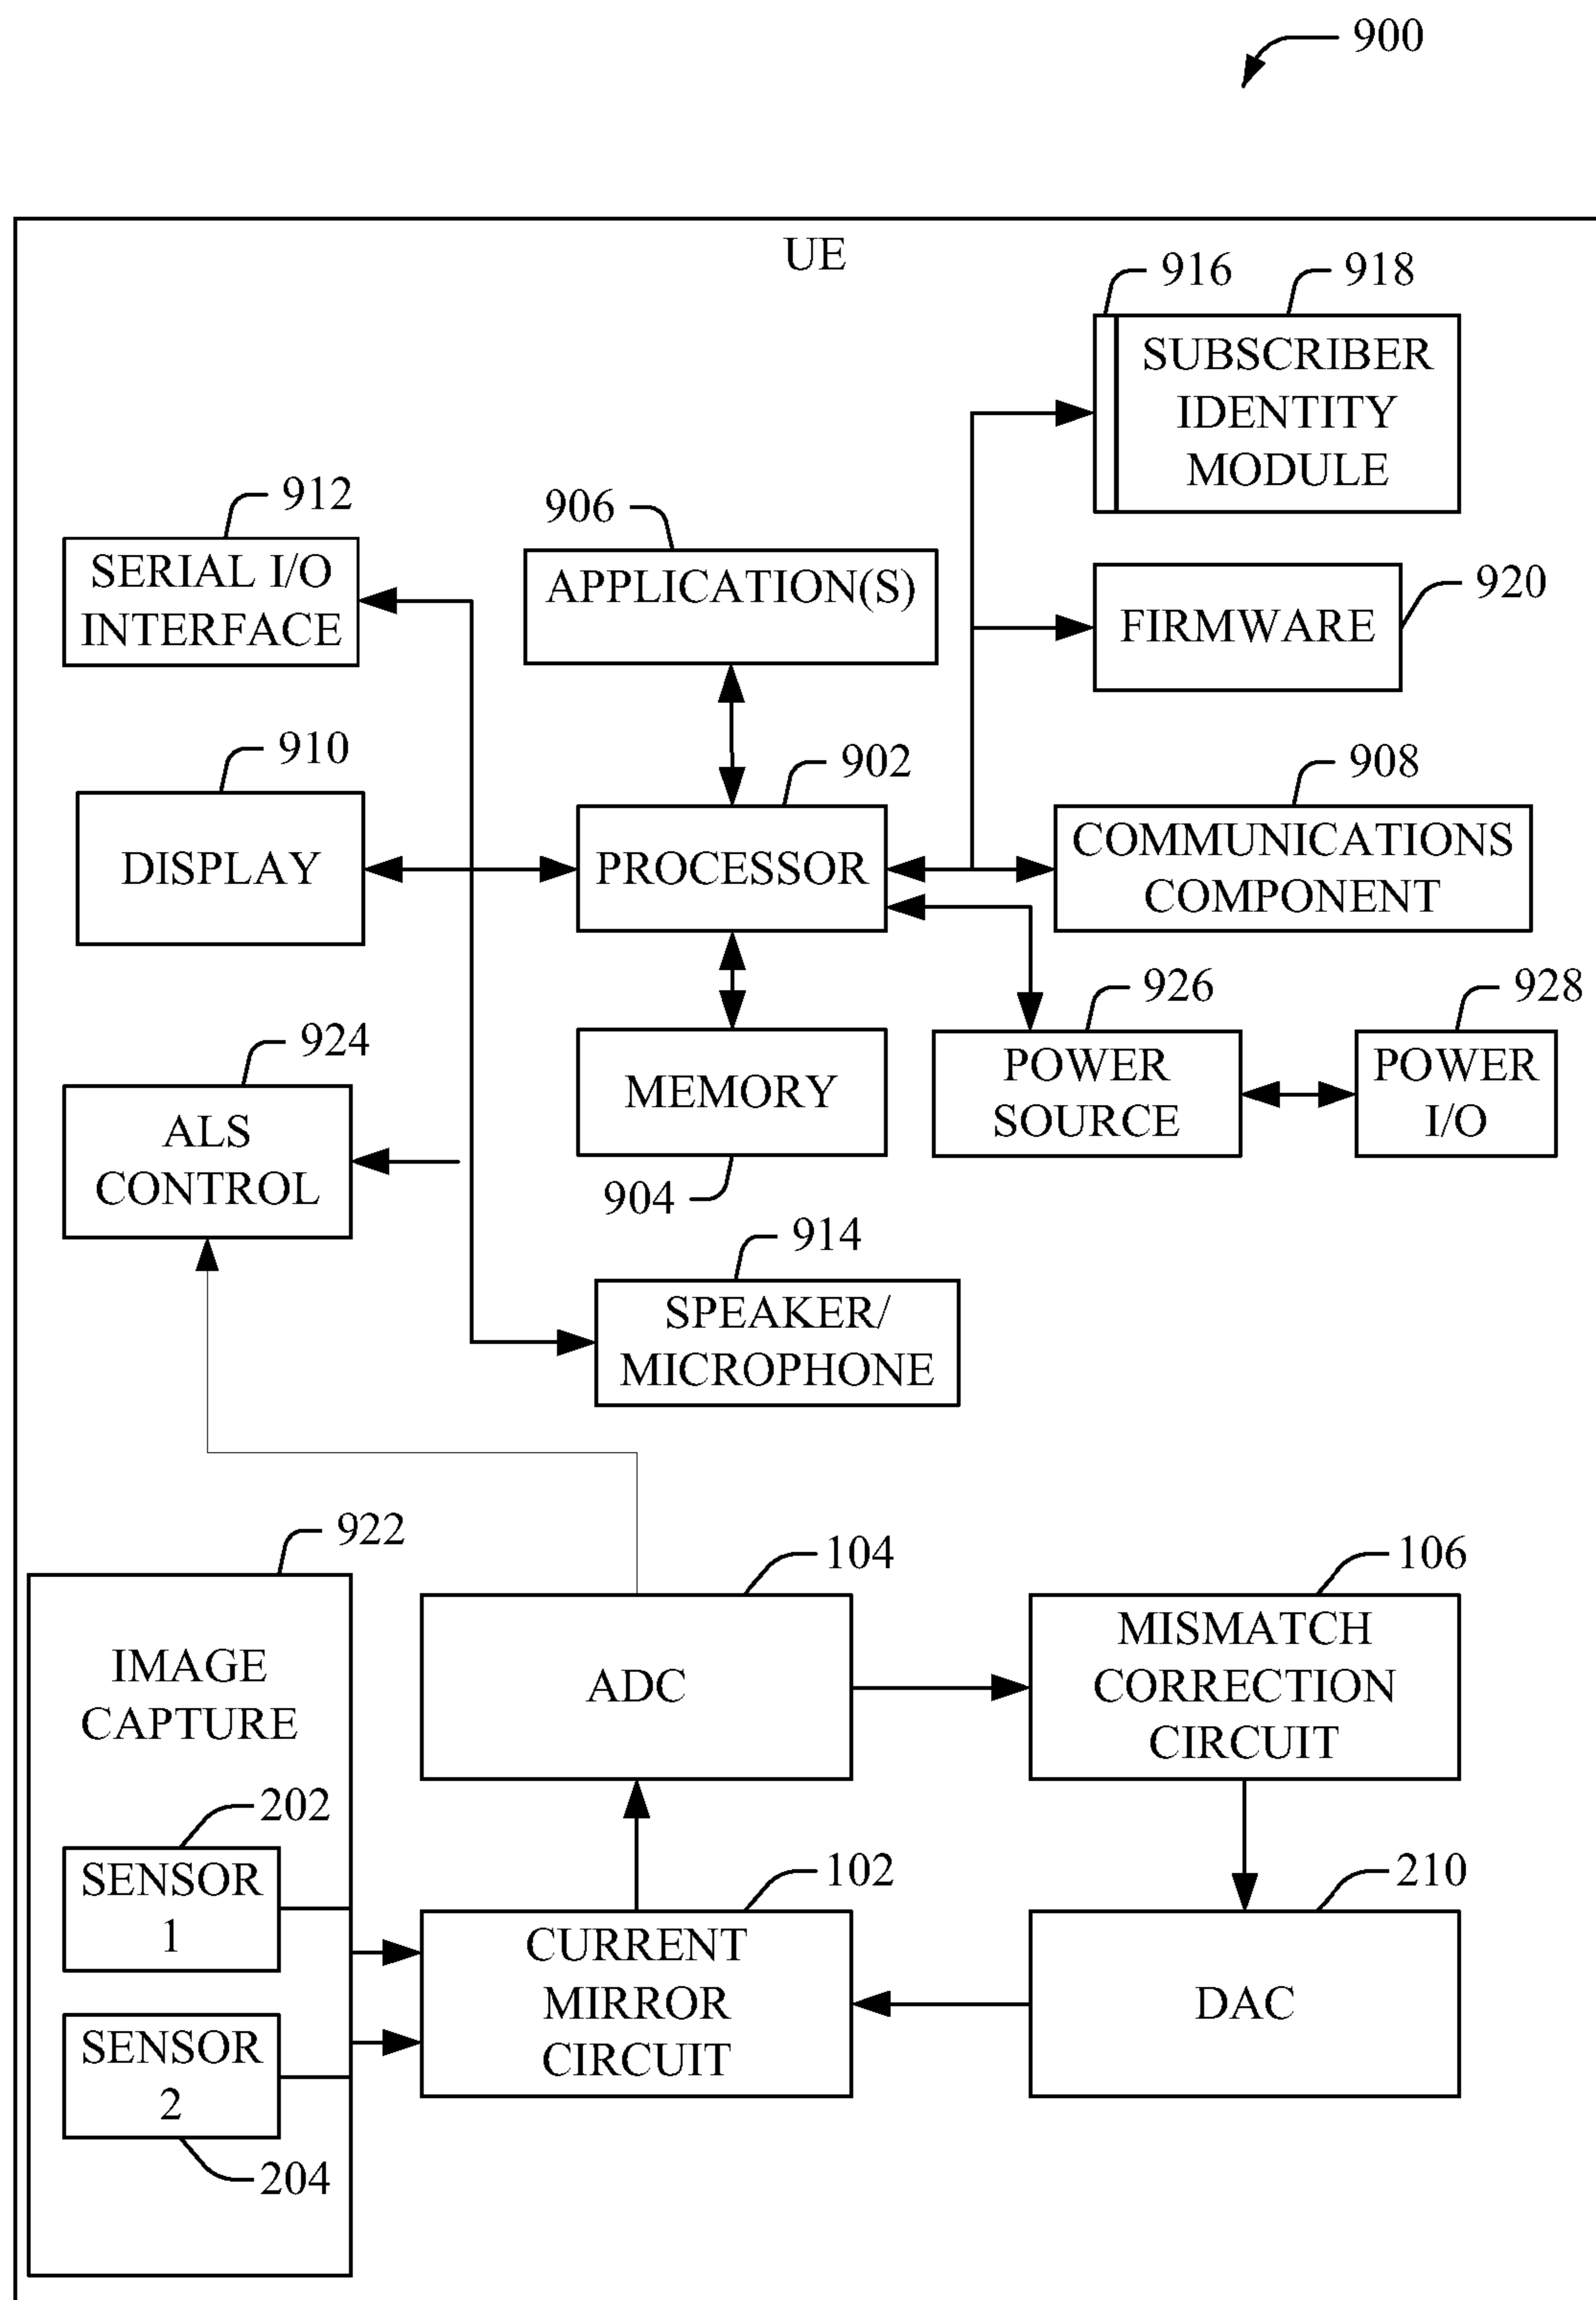 900
UE
916
918
SUBSCRIBER
IDENTITY
MODULE
912
SERIAL I/O
INTERFACE
906
APPLICATION(S)
920
FIRMWARE
910
DISPLAY
902
PROCESSOR
908
COMMUNICATIONS
COMPONENT
924
ALS
CONTROL
MEMORY
904
926
POWER
SOURCE
928
POWER
I/O
914
SPEAKER/
MICROPHONE
922
IMAGE
CAPTURE
104
ADC
106
MISMATCH
CORRECTION
CIRCUIT
202
SENSOR
1
102
CURRENT
MIRROR
CIRCUIT
210
DAC
SENSOR
2
204